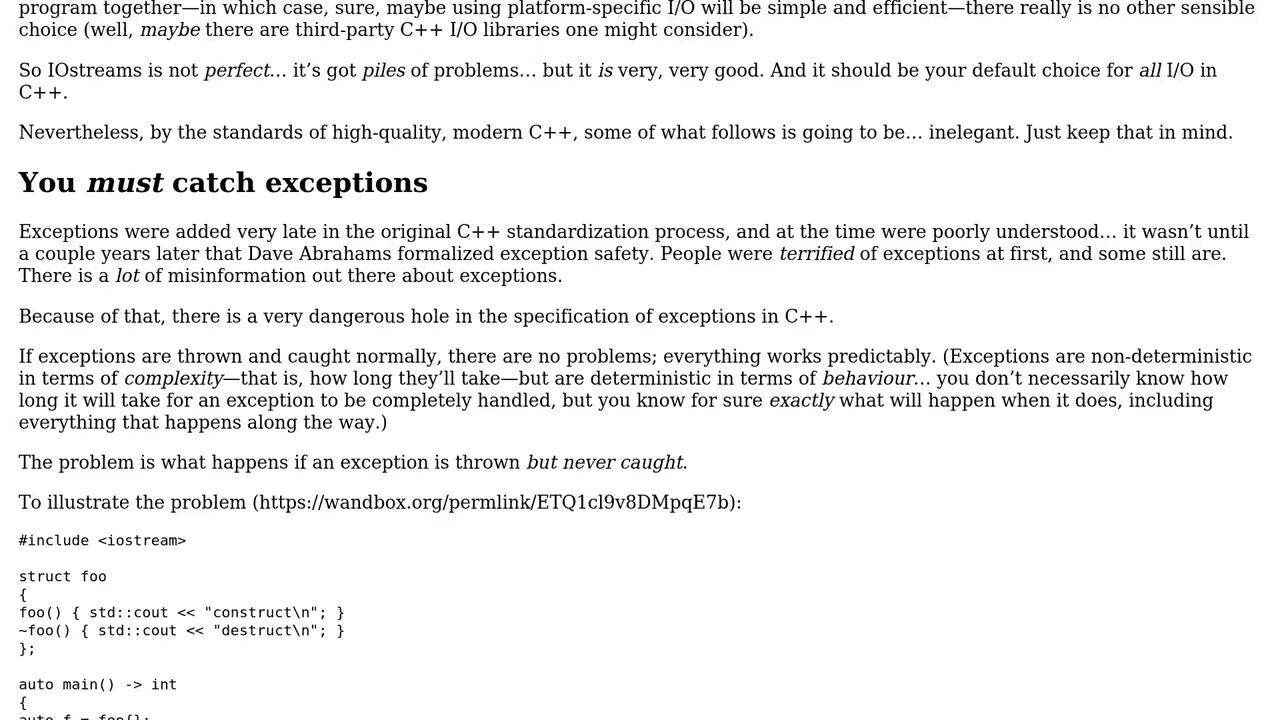 program together—in which case, sure, maybe using platform-specific I/O will be simple and efficient—there really is no other sensible
choice (well, maybe there are third-party C++ I/O libraries one might consider).
So IOstreams is not perfect… it’s got piles of problems… but it is very, very good. And it should be your default choice for all I/O in
C++.
Nevertheless, by the standards of high-quality, modern C++, some of what follows is going to be… inelegant. Just keep that in mind.
You must catch exceptions
Exceptions were added very late in the original C++ standardization process, and at the time were poorly understood… it wasn’t until
a couple years later that Dave Abrahams formalized exception safety. People were terrified of exceptions at first, and some still are.
There is a lot of misinformation out there about exceptions.
Because of that, there is a very dangerous hole in the specification of exceptions in C++.
If exceptions are thrown and caught normally, there are no problems; everything works predictably. (Exceptions are non-deterministic
in terms of complexity—that is, how long they’ll take—but are deterministic in terms of behaviour… you don’t necessarily know how
long it will take for an exception to be completely handled, but you know for sure exactly what will happen when it does, including
everything that happens along the way.)
The problem is what happens if an exception is thrown but never caught.
To illustrate the problem (https://wandbox.org/permlink/ETQ1cl9v8DMpqE7b):
#include <iostream>
struct foo
{
foo() { std::cout << "construct\n"; }
~foo() { std::cout << "destruct\n"; }
};
auto main() -> int
{
auto f = foo{};